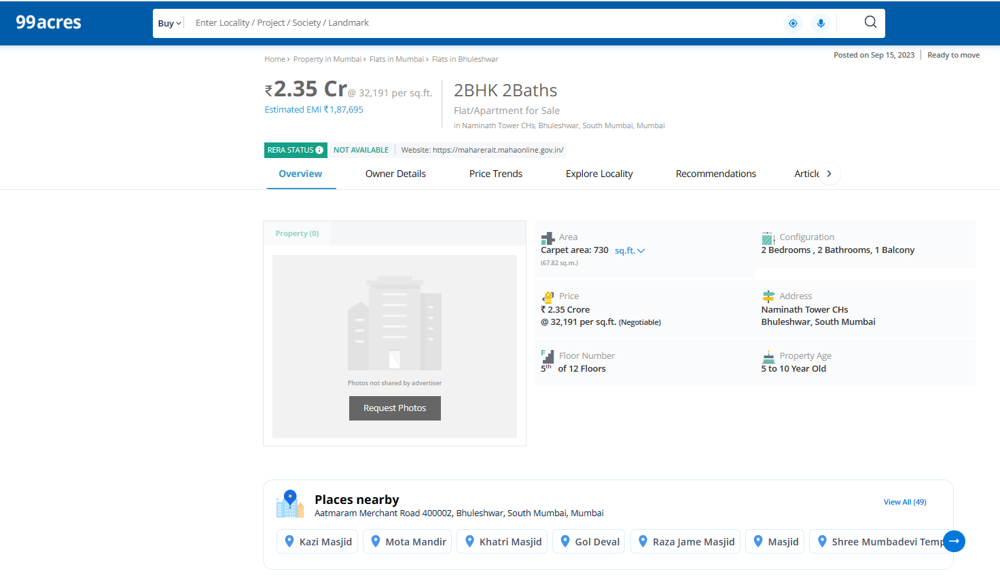 99acres
Buy
Enter Locality / Project / Society / Landmark
Home > Property in Mumbai > Flats in Mumbai > Flats in Bhuleshwar
Posted on Sep 15, 2023 | Ready to move
₹2.35 Cr @ 32,191 per sq.ft.
Estimated EMI ₹1,87,695
2BHK 2Baths
Flat/Apartment for Sale
in Naminath Tower CHs, Bhuleshwar, South Mumbai, Mumbai
RERA STATUS NOT AVAILABLE | Website: https://maharerait.mahaonline.gov.in/
Overview Owner Details Price Trends Explore Locality Recommendations Article
Property (0)
Photos not shared by advertiser
Request Photos
Area
Carpet area: 730 sq.ft.
(67.82 sq.m.)
Configuration
2 Bedrooms , 2 Bathrooms, 1 Balcony
Price
₹ 2.35 Crore
@ 32,191 per sq.ft. (Negotiable)
Address
Naminath Tower CHs
Bhuleshwar, South Mumbai
Floor Number
5th of 12 Floors
Property Age
5 to 10 Year Old
Places nearby
Aatmaram Merchant Road 400002, Bhuleshwar, South Mumbai, Mumbai
View All (49)
Kazi Masjid Mota Mandir Khatri Masjid Gol Deval Raza Jame Masjid Masjid Shree Mumbadevi Temp